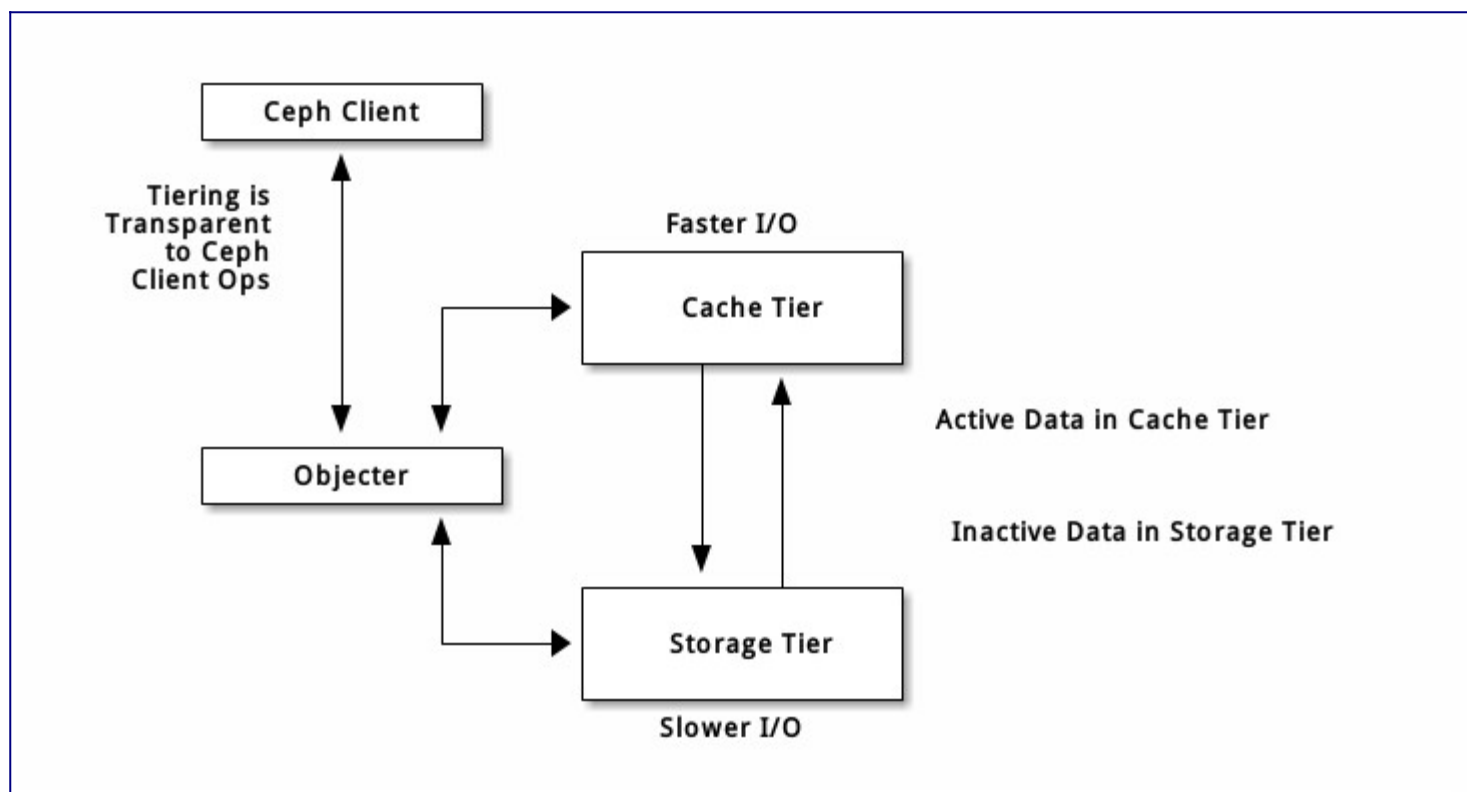 Ceph Client
Tiering is
Transparent
to Ceph
Client Ops
Faster I/O
Cache Tier
Active Data in Cache Tier
Objecter
Inactive Data in Storage Tier
Storage Tier
Slower I/O